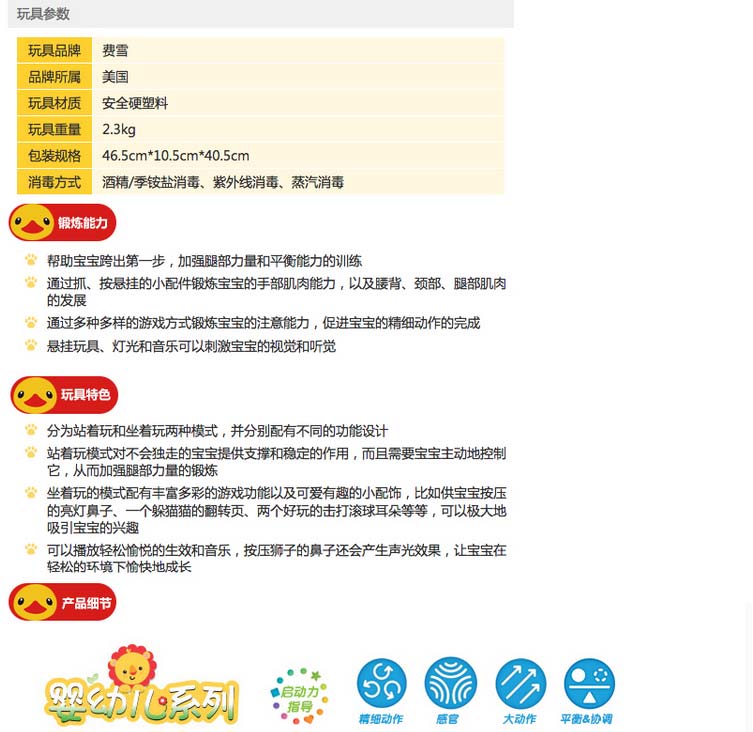 玩具参数
玩具品牌 费雪
品牌所属 美国
玩具材质 安全硬塑料
玩具重量 2.3kg
包装规格 46.5cm*10.5cm*40.5cm
消毒方式 酒精/季铵盐消毒、紫外线消毒、蒸汽消毒
锻炼能力
帮助宝宝跨出第一步，加强腿部力量和平衡能力的训练
通过抓、按悬挂的小配件锻炼宝宝的手部肌肉能力，以及腰背、颈部、腿部肌肉
的发展
通过多种多样的游戏方式锻炼宝宝的注意能力，促进宝宝的精细动作的完成
悬挂玩具、灯光和音乐可以刺激宝宝的视觉和听觉
玩具特色
分为站着玩和坐着玩两种模式，并分别配有不同的功能设计
站着玩模式对不会独走的宝宝提供支撑和稳定的作用，而且需要宝宝主动地控制
它，从而加强腿部力量的锻炼
坐着玩的模式配有丰富多彩的游戏功能以及可爱有趣的小配饰，比如供宝宝按压
的亮灯鼻子、一个躲猫猫的翻转页、两个好玩的击打滚球耳朵等等，可以极大地
吸引宝宝的兴趣
可以播放轻松愉悦的生效和音乐，按压狮子的鼻子还会产生声光效果，让宝宝在
轻松的环境下愉快地成长
产品细节
婴幼儿系列
启动力
指导
精细动作 感官 大动作 平衡&协调